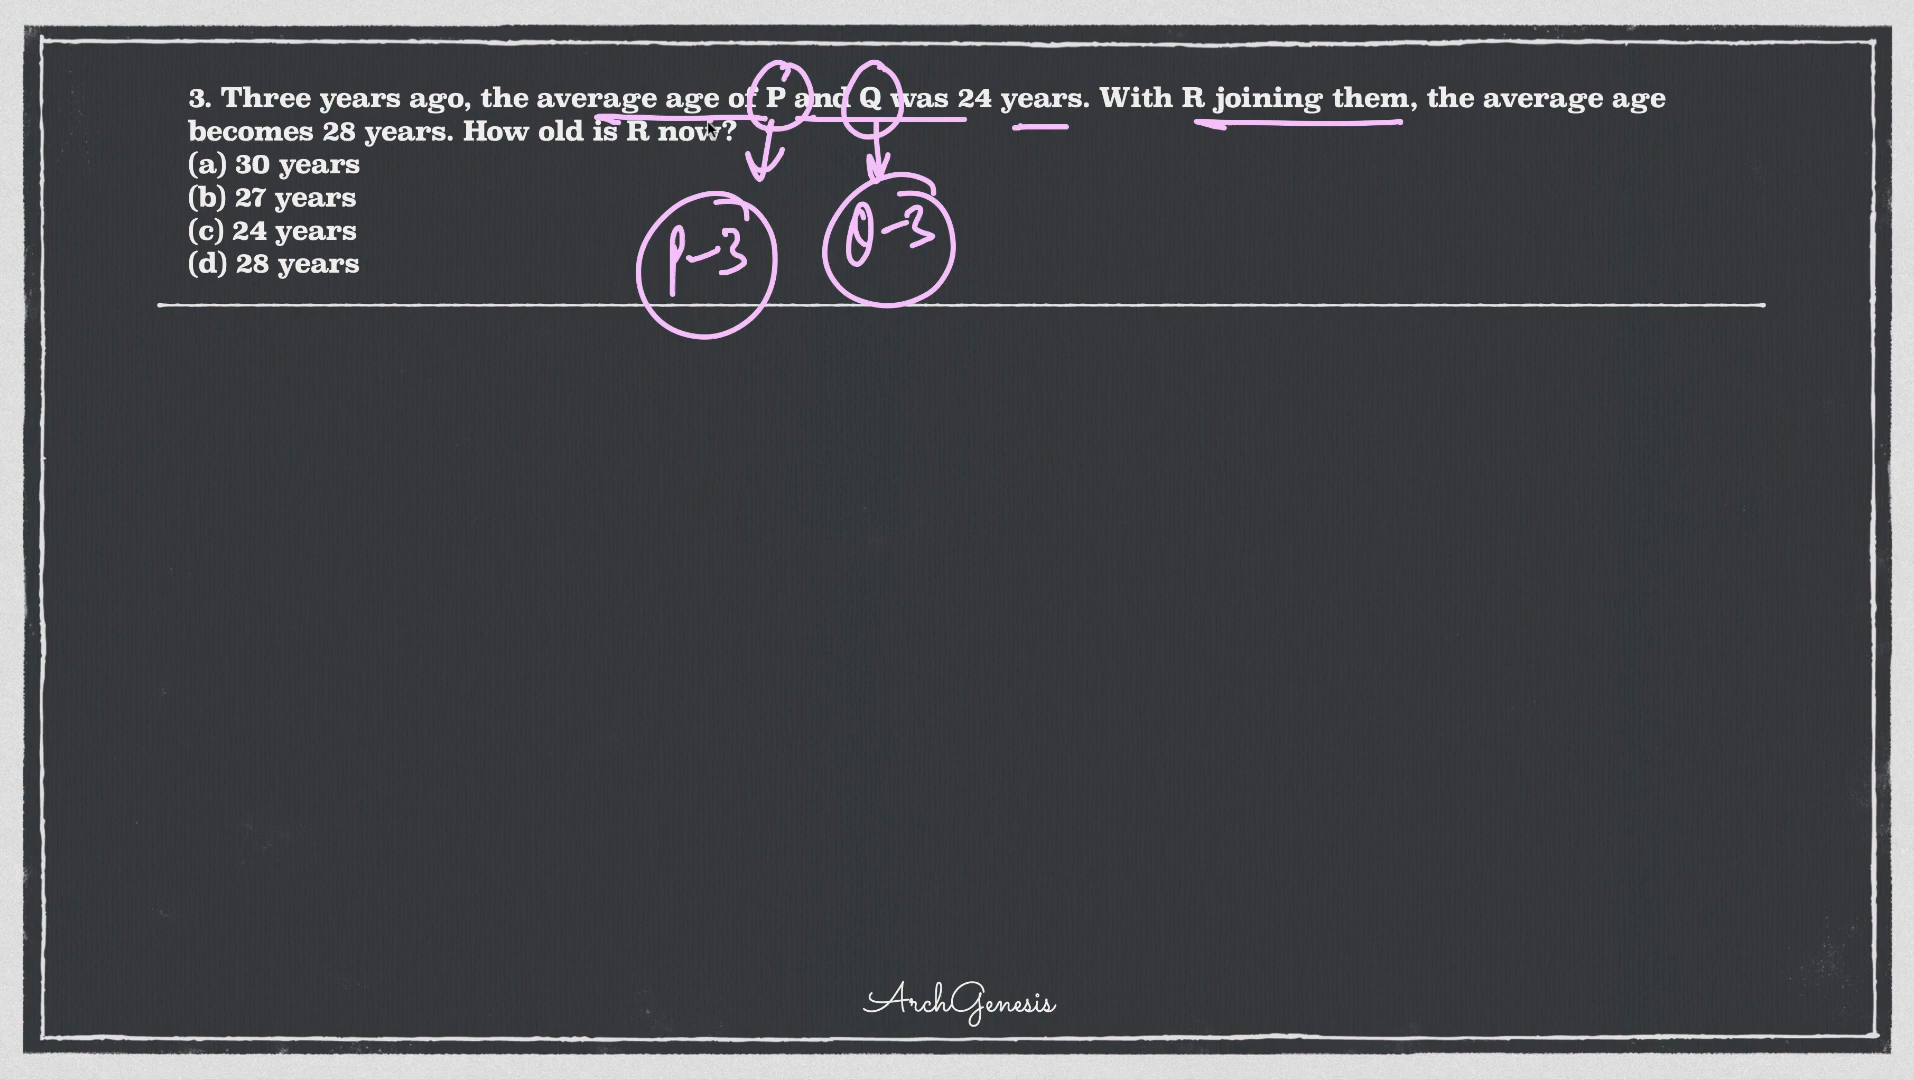 3. Three years ago, the average age of P and Q was 24 years. With R joining them, the average age
becomes 28 years. How old is R now?
(a) 30 years
(b) 27 years
(c) 24 years
(d) 28 years
P-3
Q-3
ArchGenesis